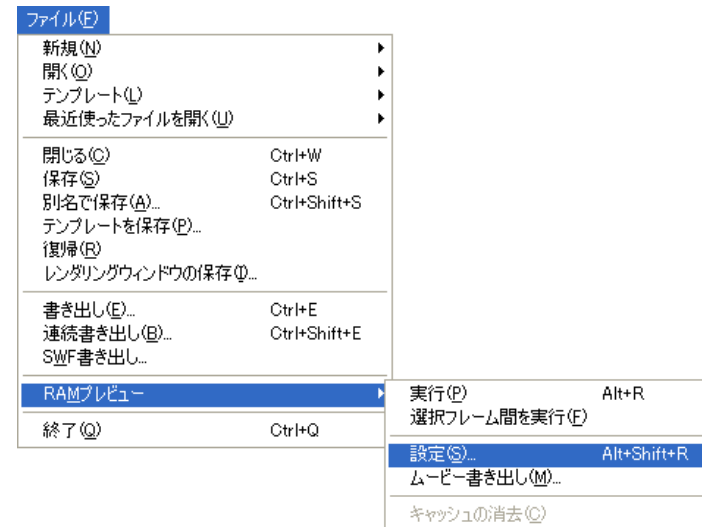 ファイル(F)
新規(N)
開く(O)
テンプレート(L)
最近使ったファイルを開く(U)
閉じる(C) Ctrl+W
保存(S) Ctrl+S
別名で保存(A)... Ctrl+Shift+S
テンプレートを保存(P)...
復帰(R)
レンダリングウィンドウの保存(I)...
書き出し(E)... Ctrl+E
連続書き出し(B)... Ctrl+Shift+E
SWF書き出し...
RAMプレビュー
終了(Q) Ctrl+Q
実行(P) Alt+R
選択フレーム間を実行(F)
設定(S)... Alt+Shift+R
ムービー書き出し(M)...
キャッシュの消去(C)